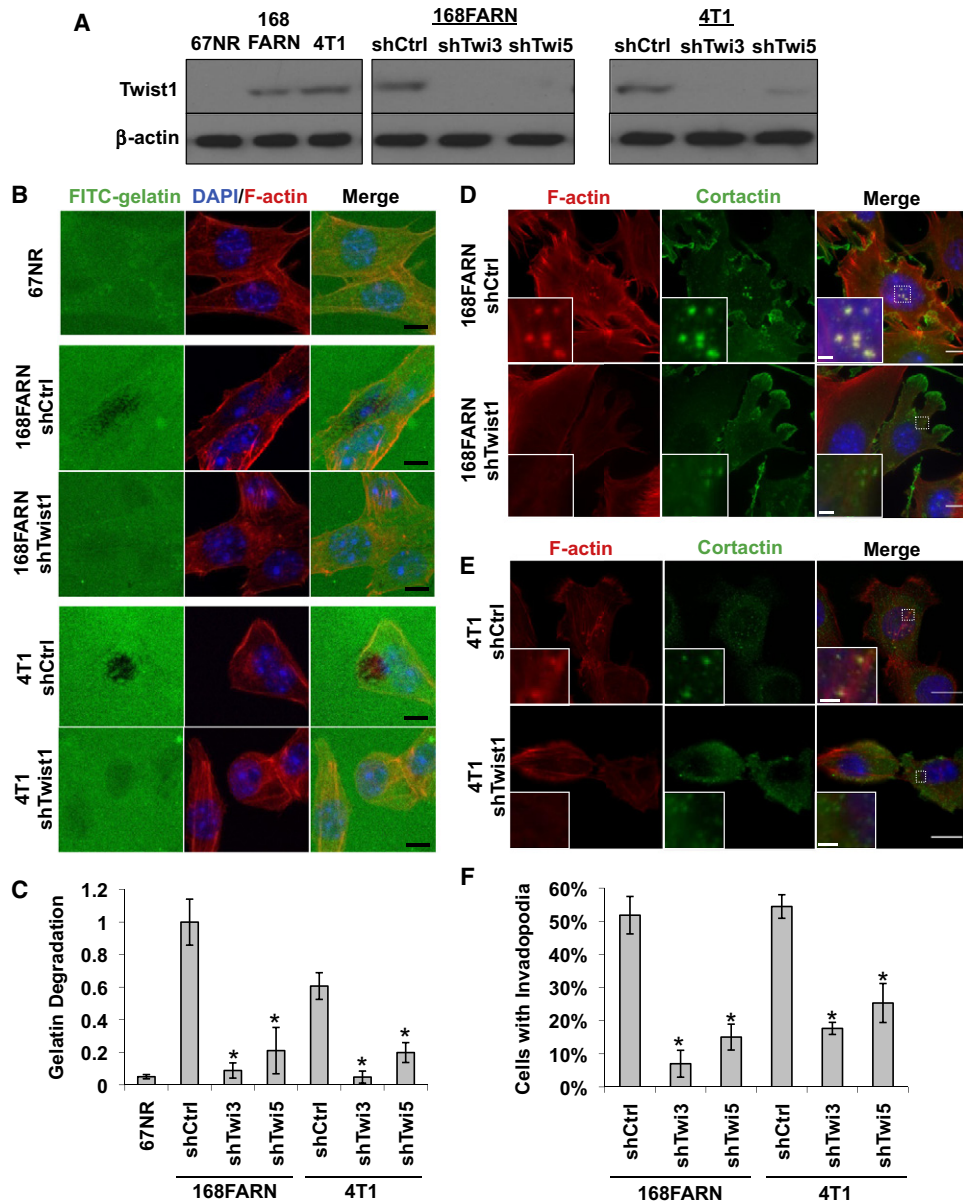 A
67NR
168
FARN
4T1
168FARN
shCtrl shTwi3 shTwi5
4T1
shCtrl shTwi3 shTwi5
Twist1
β-actin
B
FITC-gelatin DAPI/F-actin Merge
67NR
168FARN
shCtrl
168FARN
shTwist1
4T1
shCtrl
4T1
shTwist1
C
Gelatin Degradation
1.2
1
0.8
0.6
0.4
0.2
0
* * * *
67NR
shCtrl
shTwi3
shTwi5
shCtrl
shTwi3
shTwi5
168FARN 4T1
D
F-actin Cortactin Merge
168FARN
shCtrl
168FARN
shTwist1
E
F-actin Cortactin Merge
4T1
shCtrl
4T1
shTwist1
F
Cells with Invadopodia
60%
50%
40%
30%
20%
10%
0%
* * * *
shCtrl
shTwi3
shTwi5
shCtrl
shTwi3
shTwi5
168FARN 4T1